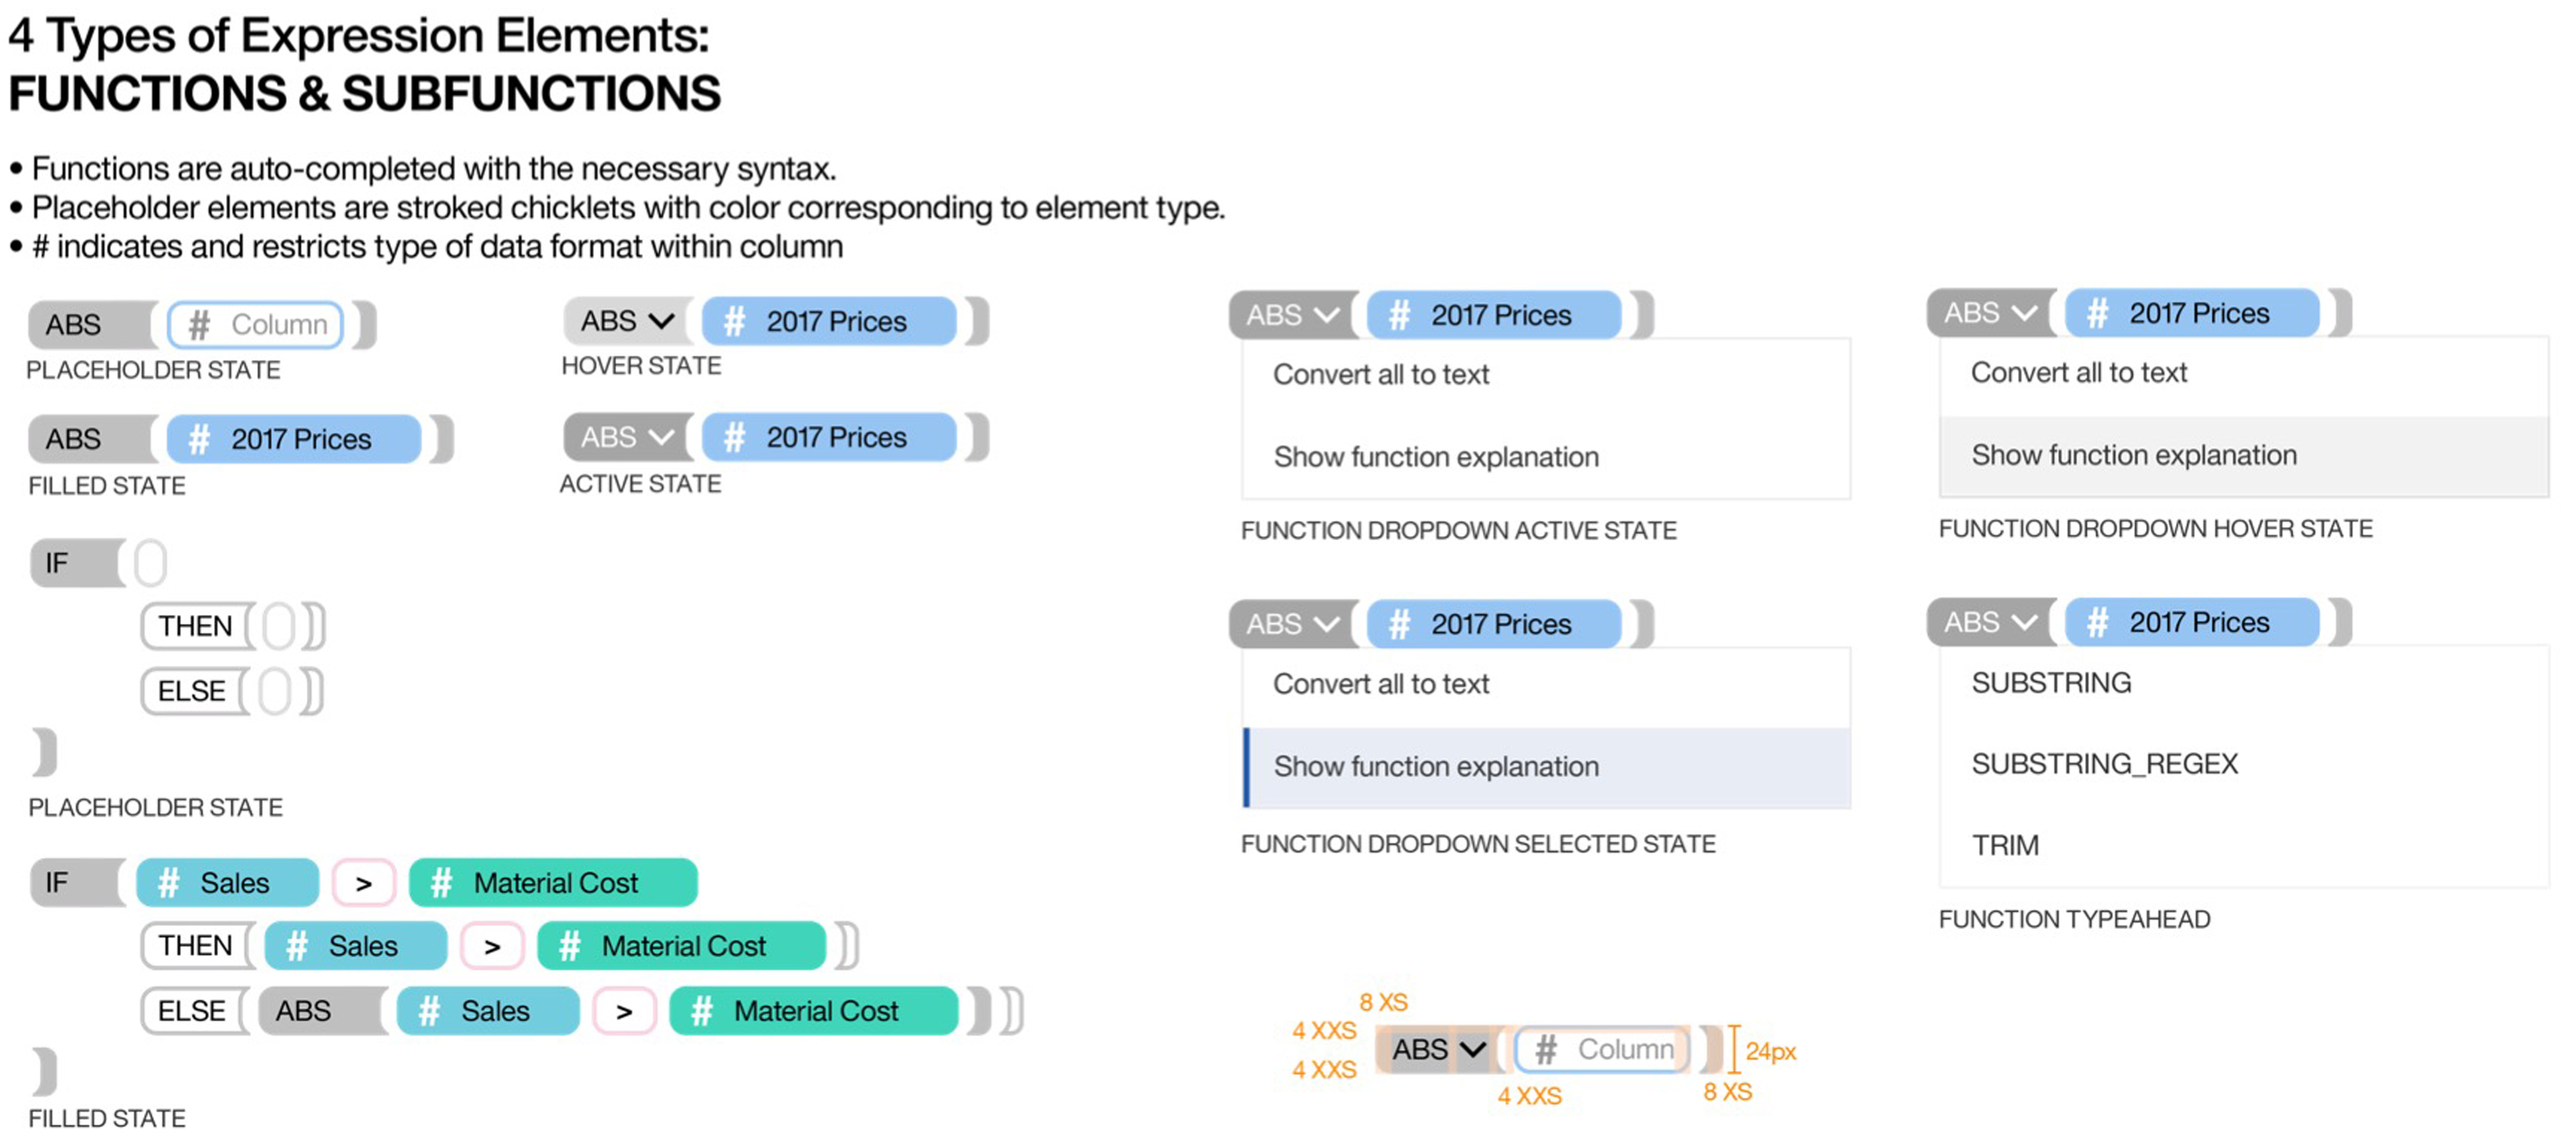 4 Types of Expression Elements:
FUNCTIONS & SUBFUNCTIONS
• Functions are auto-completed with the necessary syntax.
• Placeholder elements are stroked chicklets with color corresponding to element type.
• # indicates and restricts type of data format within column
ABS ( # Column )
PLACEHOLDER STATE
ABS ( # 2017 Prices )
FILLED STATE
ABS ( # 2017 Prices )
HOVER STATE
ABS ( # 2017 Prices )
ACTIVE STATE
IF (
THEN ( )
ELSE ( )
)
PLACEHOLDER STATE
IF ( # Sales > # Material Cost
THEN ( # Sales > # Material Cost )
ELSE ( ABS ( # Sales > # Material Cost ) )
)
FILLED STATE
ABS ( # 2017 Prices )
Convert all to text
Show function explanation
FUNCTION DROPDOWN ACTIVE STATE
ABS ( # 2017 Prices )
Convert all to text
Show function explanation
FUNCTION DROPDOWN HOVER STATE
ABS ( # 2017 Prices )
Convert all to text
Show function explanation
FUNCTION DROPDOWN SELECTED STATE
ABS ( # 2017 Prices )
SUBSTRING
SUBSTRING_REGEX
TRIM
FUNCTION TYPEAHEAD
8 XS
4 XXS
4 XXS
ABS ( # Column )
24px
4 XXS
8 XS